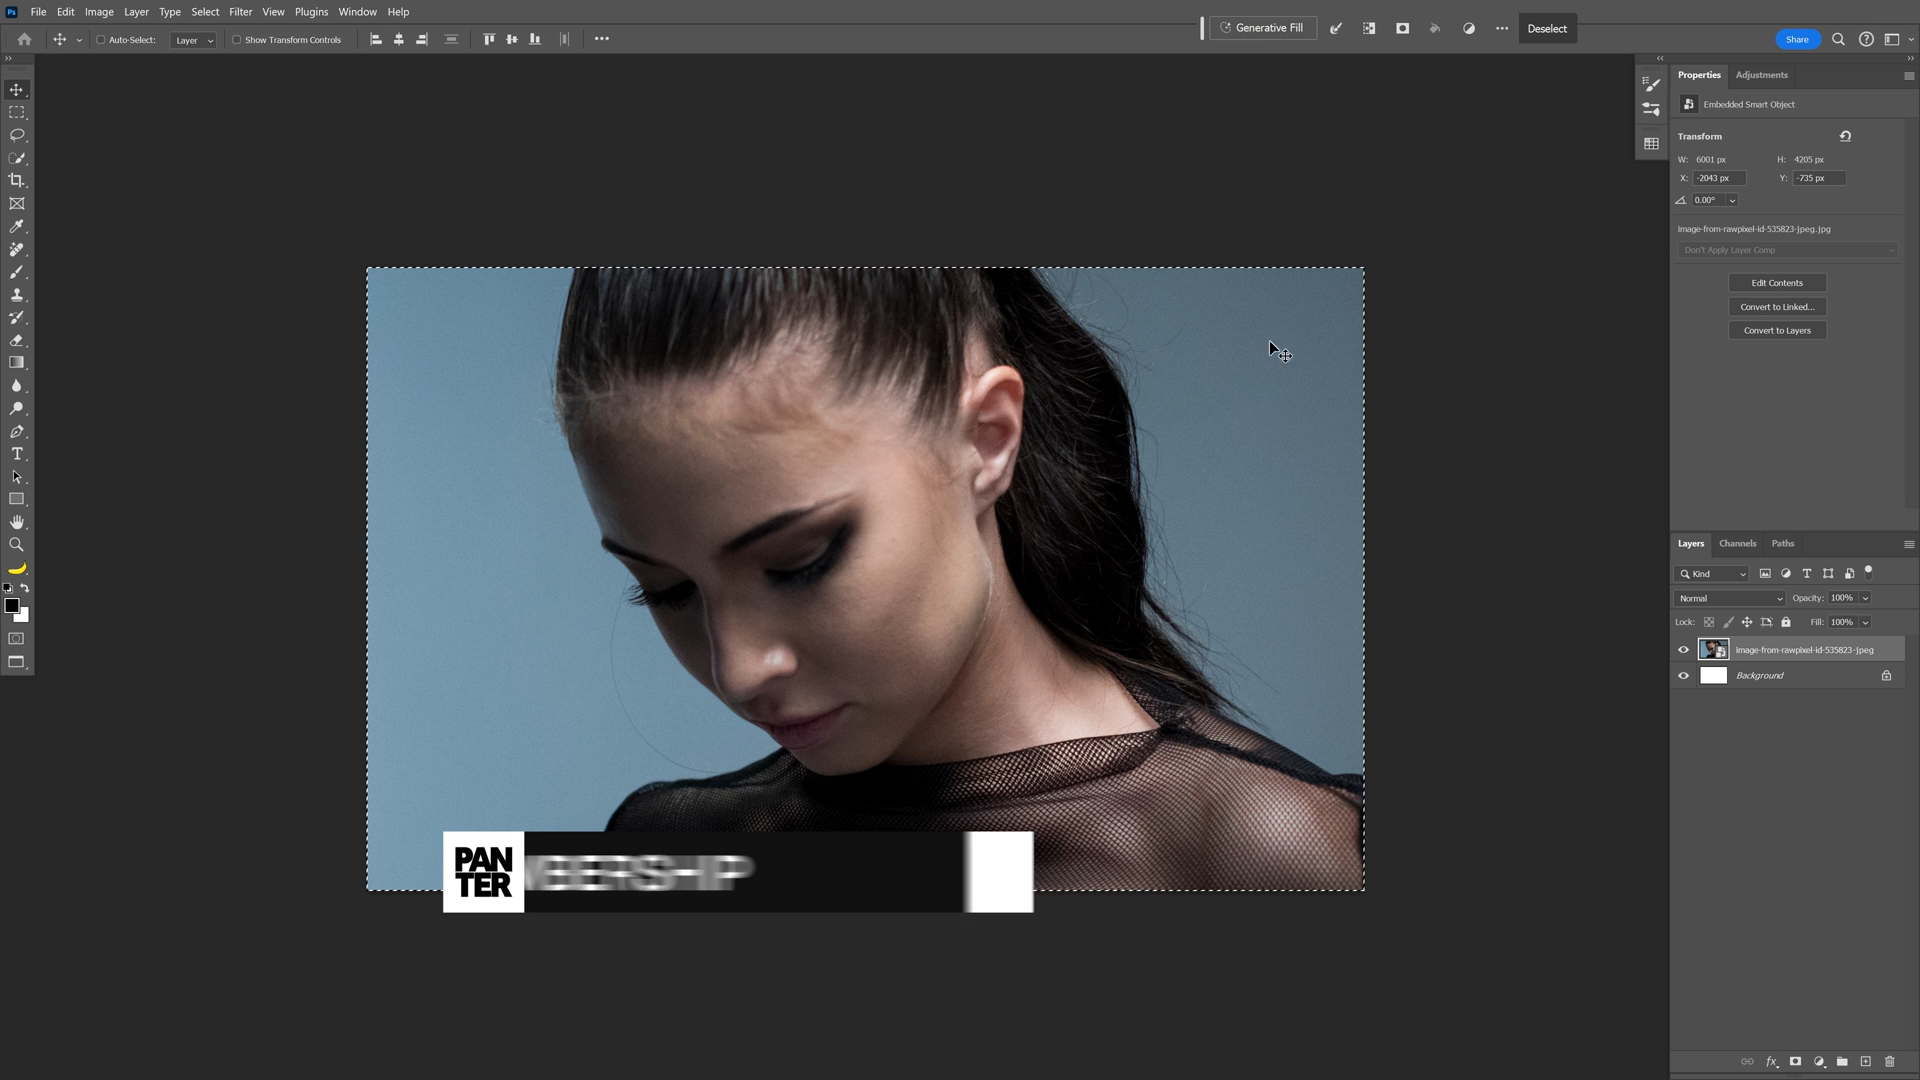 Ps File Edit Image Layer Type Select Filter View Plugins Window Help
Auto-Select: Layer Show Transform Controls
Generative Fill Deselect
Share
Properties Adjustments
Embedded Smart Object
Transform
W: 6001 px H: 4205 px
X: -2043 px Y: -735 px
0.00°
image-from-rawpixel-id-535823-jpeg.jpg
Don't Apply Layer Comp
Edit Contents
Convert to Linked...
Convert to Layers
Layers Channels Paths
Kind
Normal Opacity: 100%
Lock: Fill: 100%
image-from-rawpixel-id-535823-jpeg
Background
fx
PAN
TER